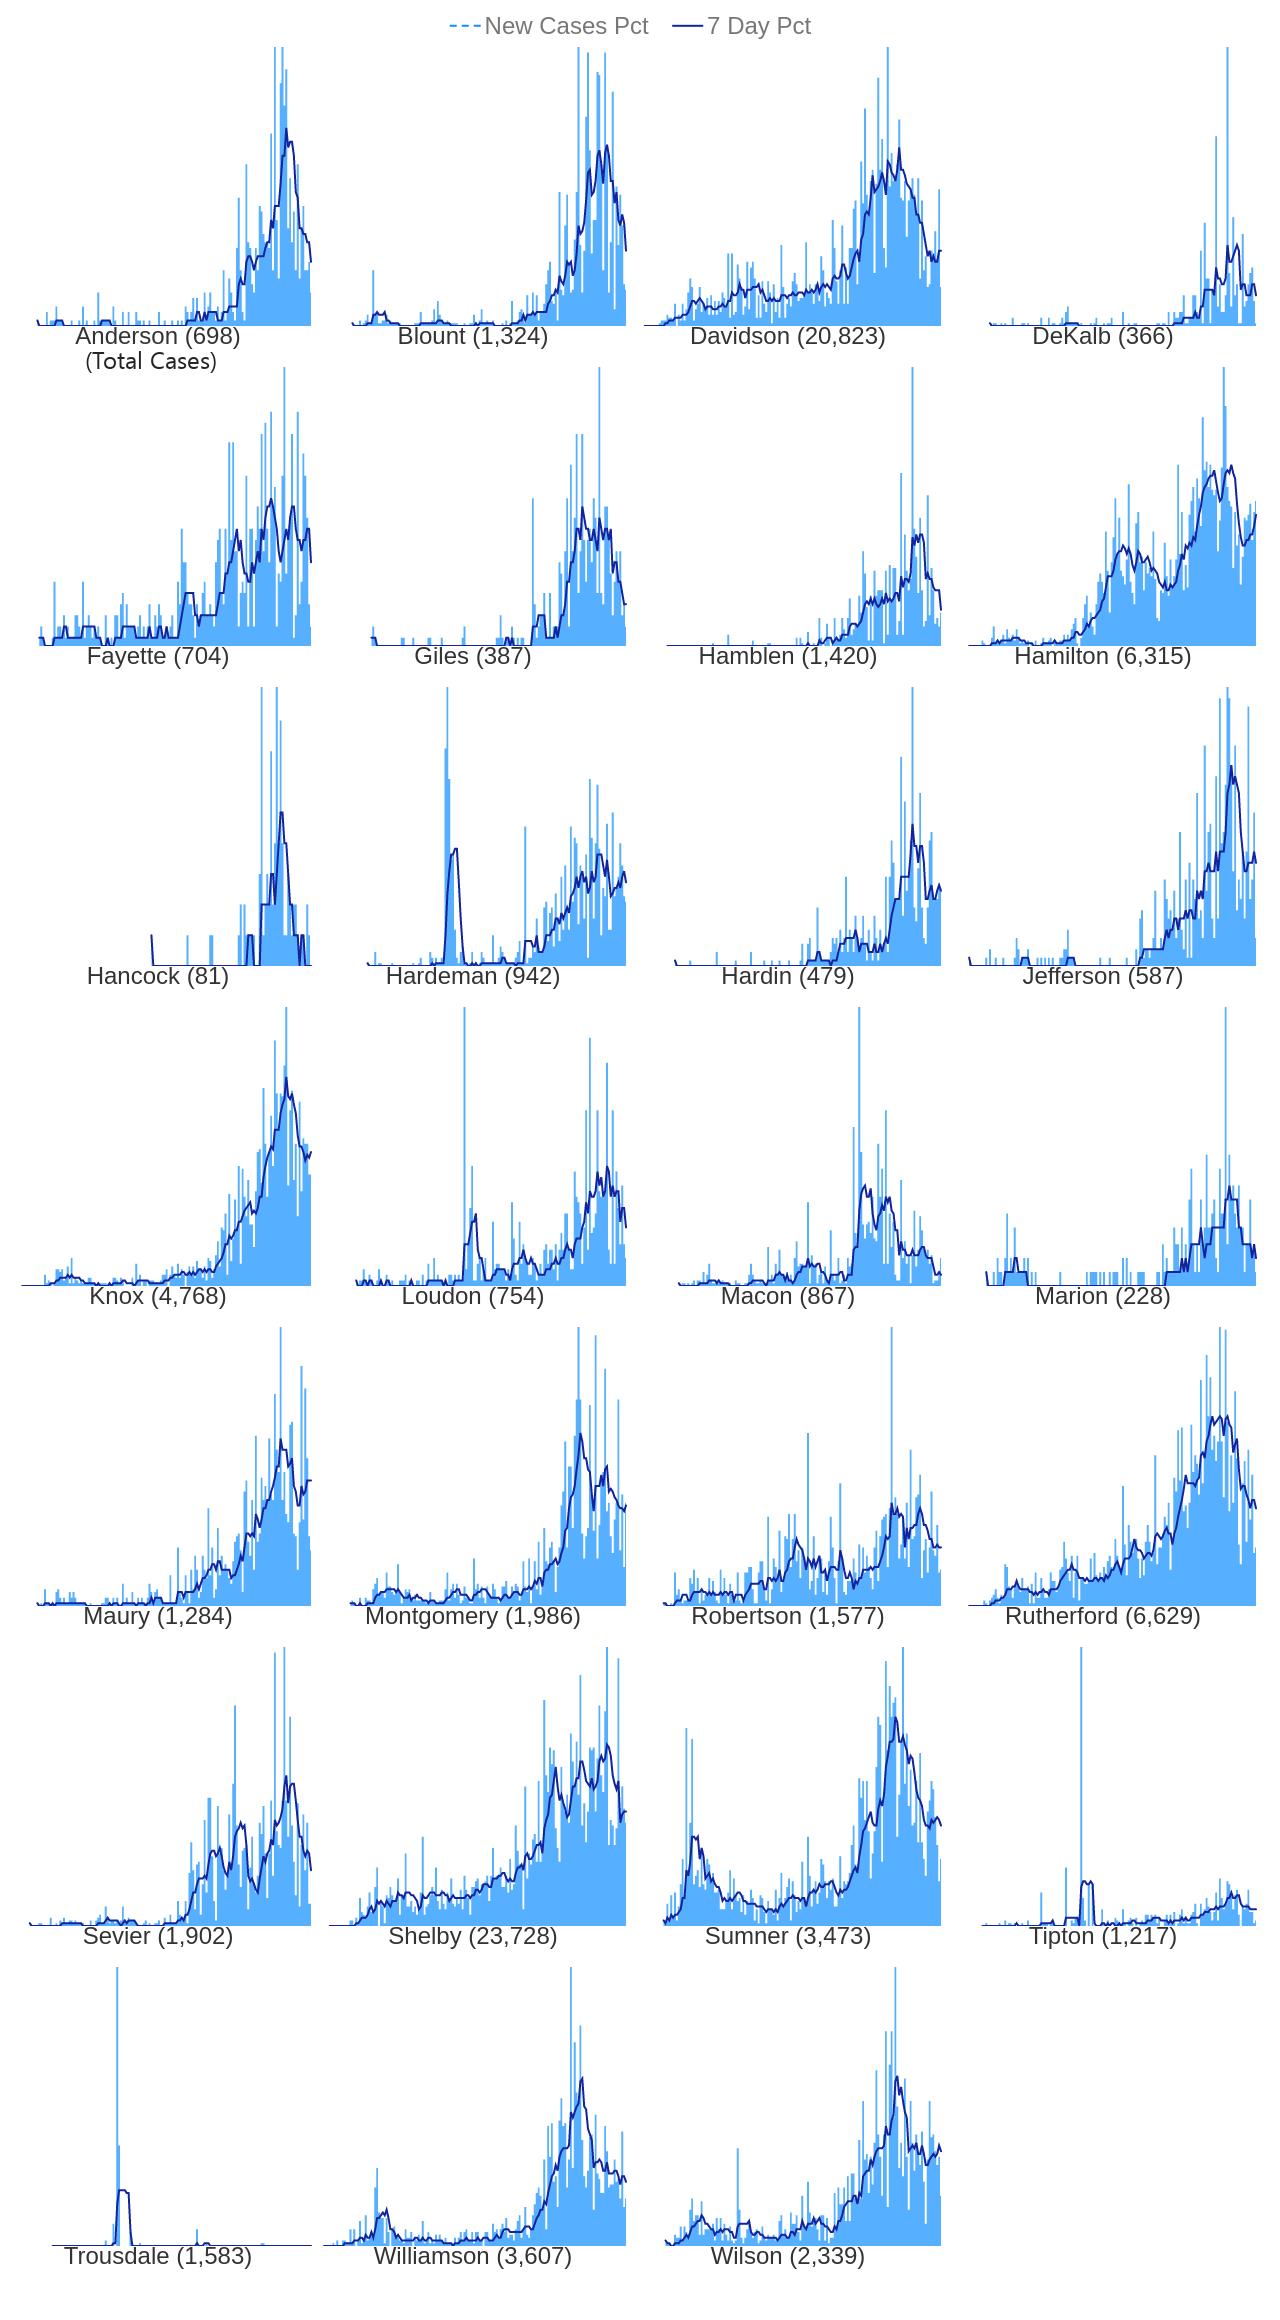 New Cases Pct 7 Day Pct
Anderson (698) Blount (1,324) Davidson (20,823) DeKalb (366)
(Total Cases)
Fayette (704) Giles (387) Hamblen (1,420) Hamilton (6,315)
Hancock (81) Hardeman (942) Hardin (479) Jefferson (587)
Knox (4,768) Loudon (754) Macon (867) Marion (228)
Maury (1,284) Montgomery (1,986) Robertson (1,577) Rutherford (6,629)
Sevier (1,902) Shelby (23,728) Sumner (3,473) Tipton (1,217)
Trousdale (1,583) Williamson (3,607) Wilson (2,339)